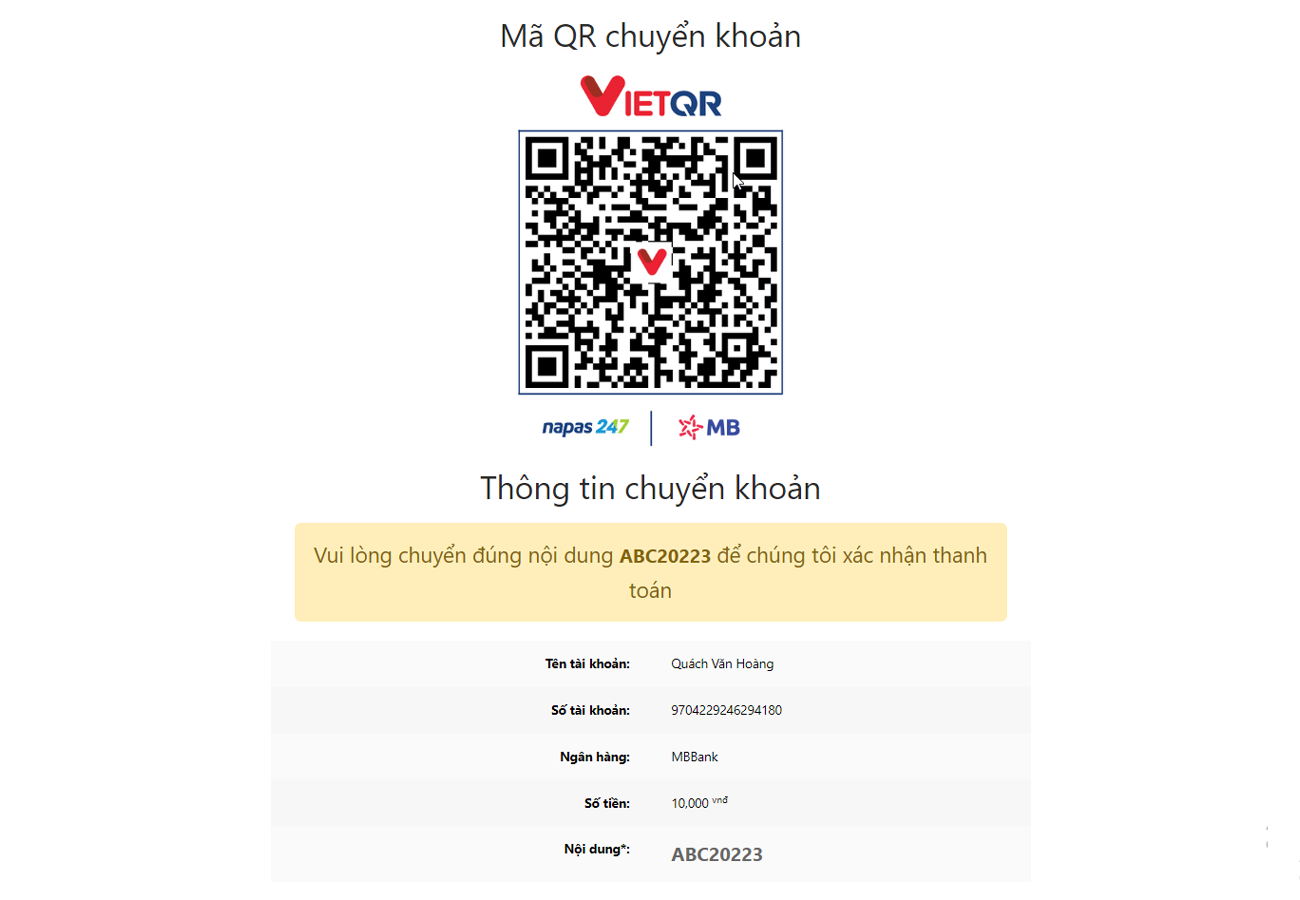 Mã QR chuyển khoản
VIETQR
napas 247 MB
Thông tin chuyển khoản
Vui lòng chuyển đúng nội dung ABC20223 để chúng tôi xác nhận thanh
toán
Tên tài khoản: Quách Văn Hoàng
Số tài khoản: 9704229246294180
Ngân hàng: MBBank
Số tiền: 10,000 vnđ
Nội dung*: ABC20223